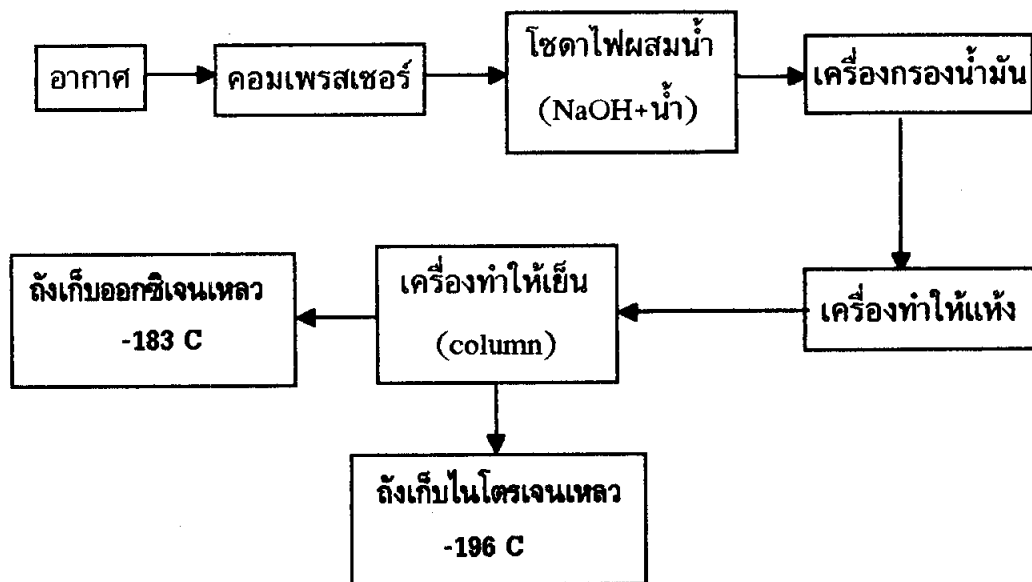 อากาศ
คอมเพรสเซอร์
โซดาไฟผสมน้ำ
(NaOH+น้ำ)
เครื่องกรองน้ำมัน
เครื่องทำให้แห้ง
เครื่องทำให้เย็น
(column)
ถังเก็บออกซิเจนเหลว
-183 C
ถังเก็บไนโตรเจนเหลว
-196 C